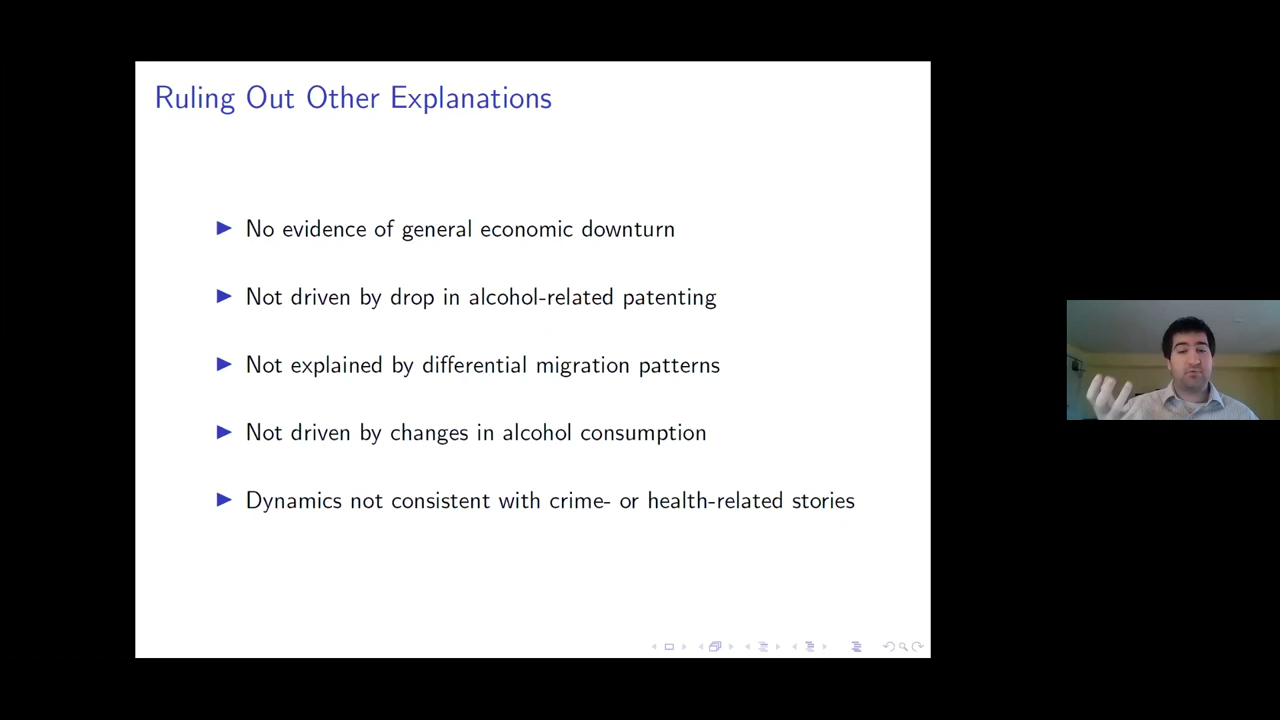 Ruling Out Other Explanations
No evidence of general economic downturn
Not driven by drop in alcohol-related patenting
Not explained by differential migration patterns
Not driven by changes in alcohol consumption
Dynamics not consistent with crime- or health-related stories